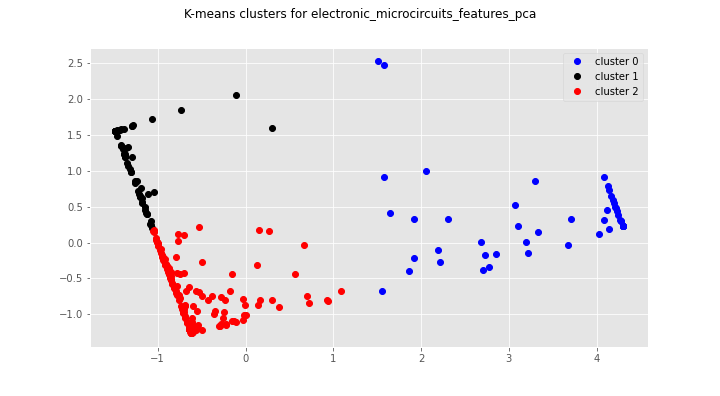 K-means clusters for electronic_microcircuits_features_pca
cluster 0
cluster 1
cluster 2
2.5
2.0
1.5
1.0
0.5
0.0
−0.5
−1.0
−1 0 1 2 3 4